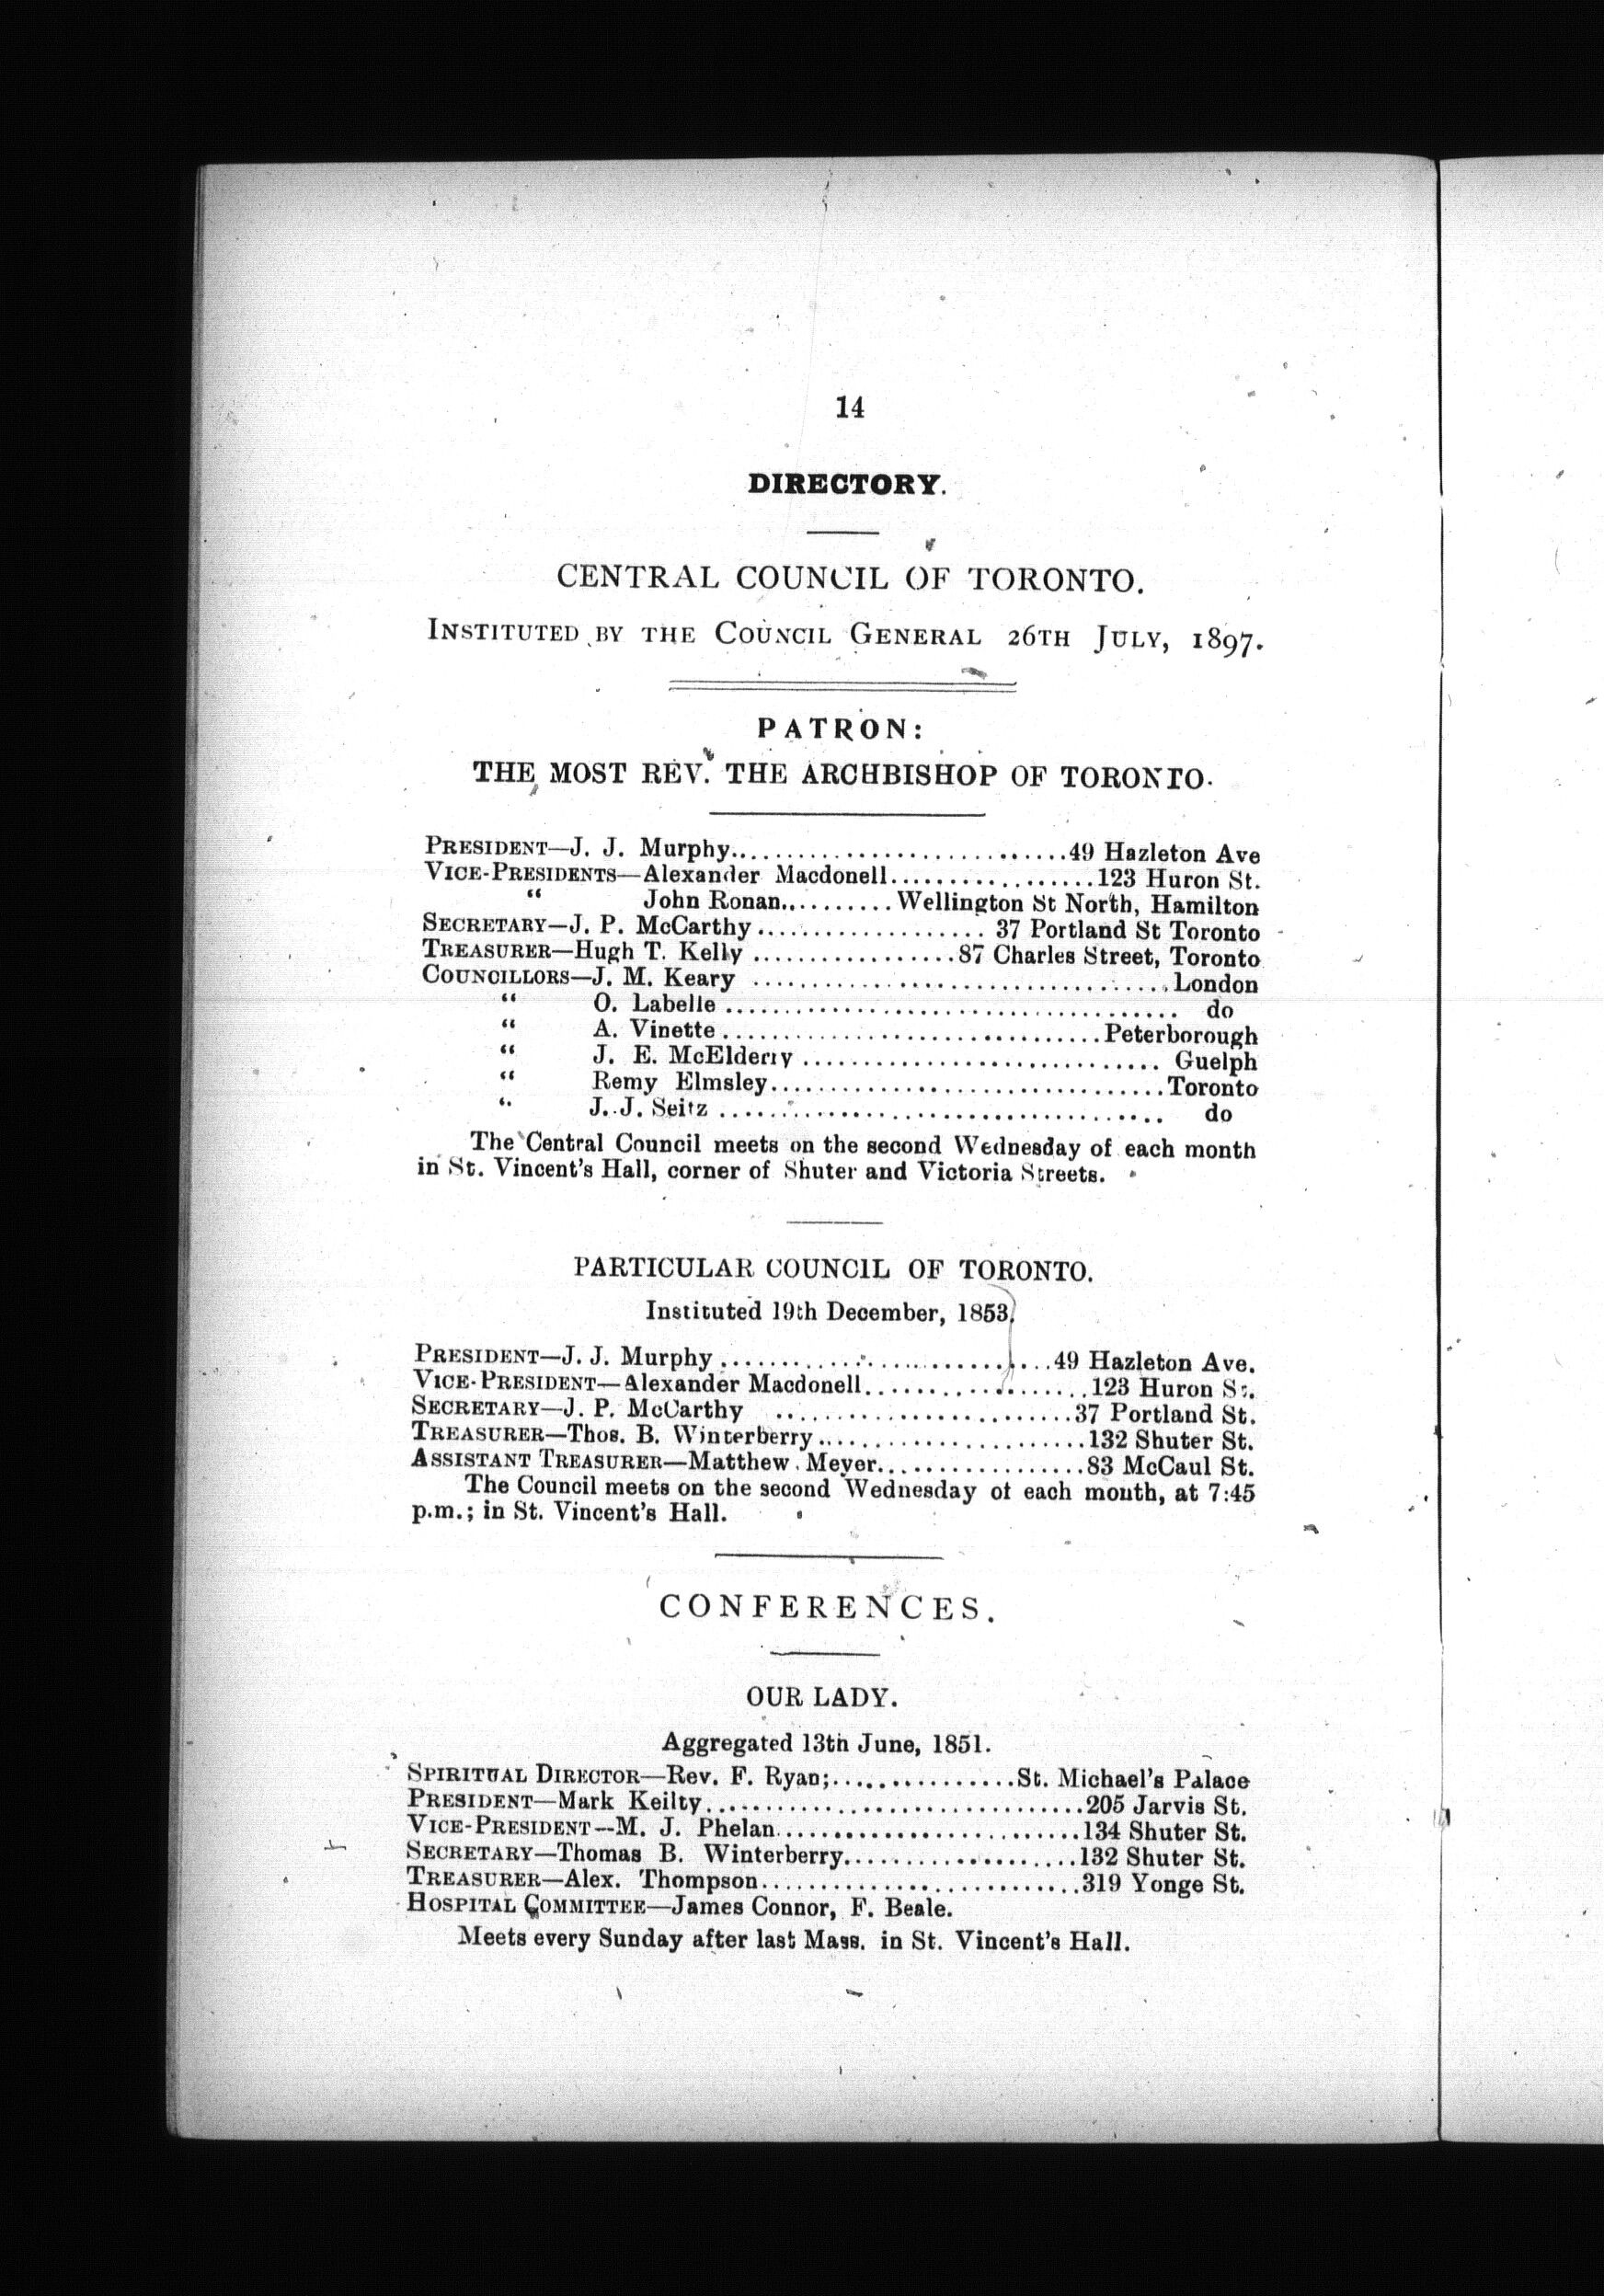 14
DIRECTORY.
CENTRAL COUNCIL OF TORONTO.
INSTITUTED BY THE COUNCIL GENERAL 26TH JULY, 1897.
PATRON:
THE MOST REV. THE ARCHBISHOP OF TORONTO.
PRESIDENT—J. J. Murphy..............................49 Hazleton Ave
VICE-PRESIDENTS—Alexander Macdonell..................123 Huron St.
“ John Ronan...........Wellington St North, Hamilton
SECRETARY—J. P. McCarthy................... 37 Portland St Toronto
TREASURER—Hugh T. Kelly .................87 Charles Street, Toronto
COUNCILLORS—J. M. Keary ...................................London
“ O. Labelle ...................................... do
“ A. Vinette................................Peterborough
“ J. E. McElderry .............................. Guelph
“ Remy Elmsley.................................Toronto
“ J. J. Seitz ..................................... do
The Central Council meets on the second Wednesday of each month
in St. Vincent's Hall, corner of Shuter and Victoria Streets.
PARTICULAR COUNCIL OF TORONTO.
Instituted 19th December, 1853.
PRESIDENT—J. J. Murphy............................49 Hazleton Ave.
VICE-PRESIDENT—Alexander Macdonell...................123 Huron St.
SECRETARY—J. P. McCarthy .........................37 Portland St.
TREASURER—Thos. B. Winterberry......................132 Shuter St.
ASSISTANT TREASURER—Matthew Meyer.................83 McCaul St.
The Council meets on the second Wednesday of each month, at 7:45
p.m.; in St. Vincent's Hall.
CONFERENCES.
OUR LADY.
Aggregated 13th June, 1851.
SPIRITUAL DIRECTOR—Rev. F. Ryan;...............St. Michael's Palace
PRESIDENT—Mark Keilty................................205 Jarvis St.
VICE-PRESIDENT—M. J. Phelan.........................134 Shuter St.
SECRETARY—Thomas B. Winterberry...................132 Shuter St.
TREASURER—Alex. Thompson..........................319 Yonge St.
HOSPITAL COMMITTEE—James Connor, F. Beale.
Meets every Sunday after last Mass. in St. Vincent's Hall.